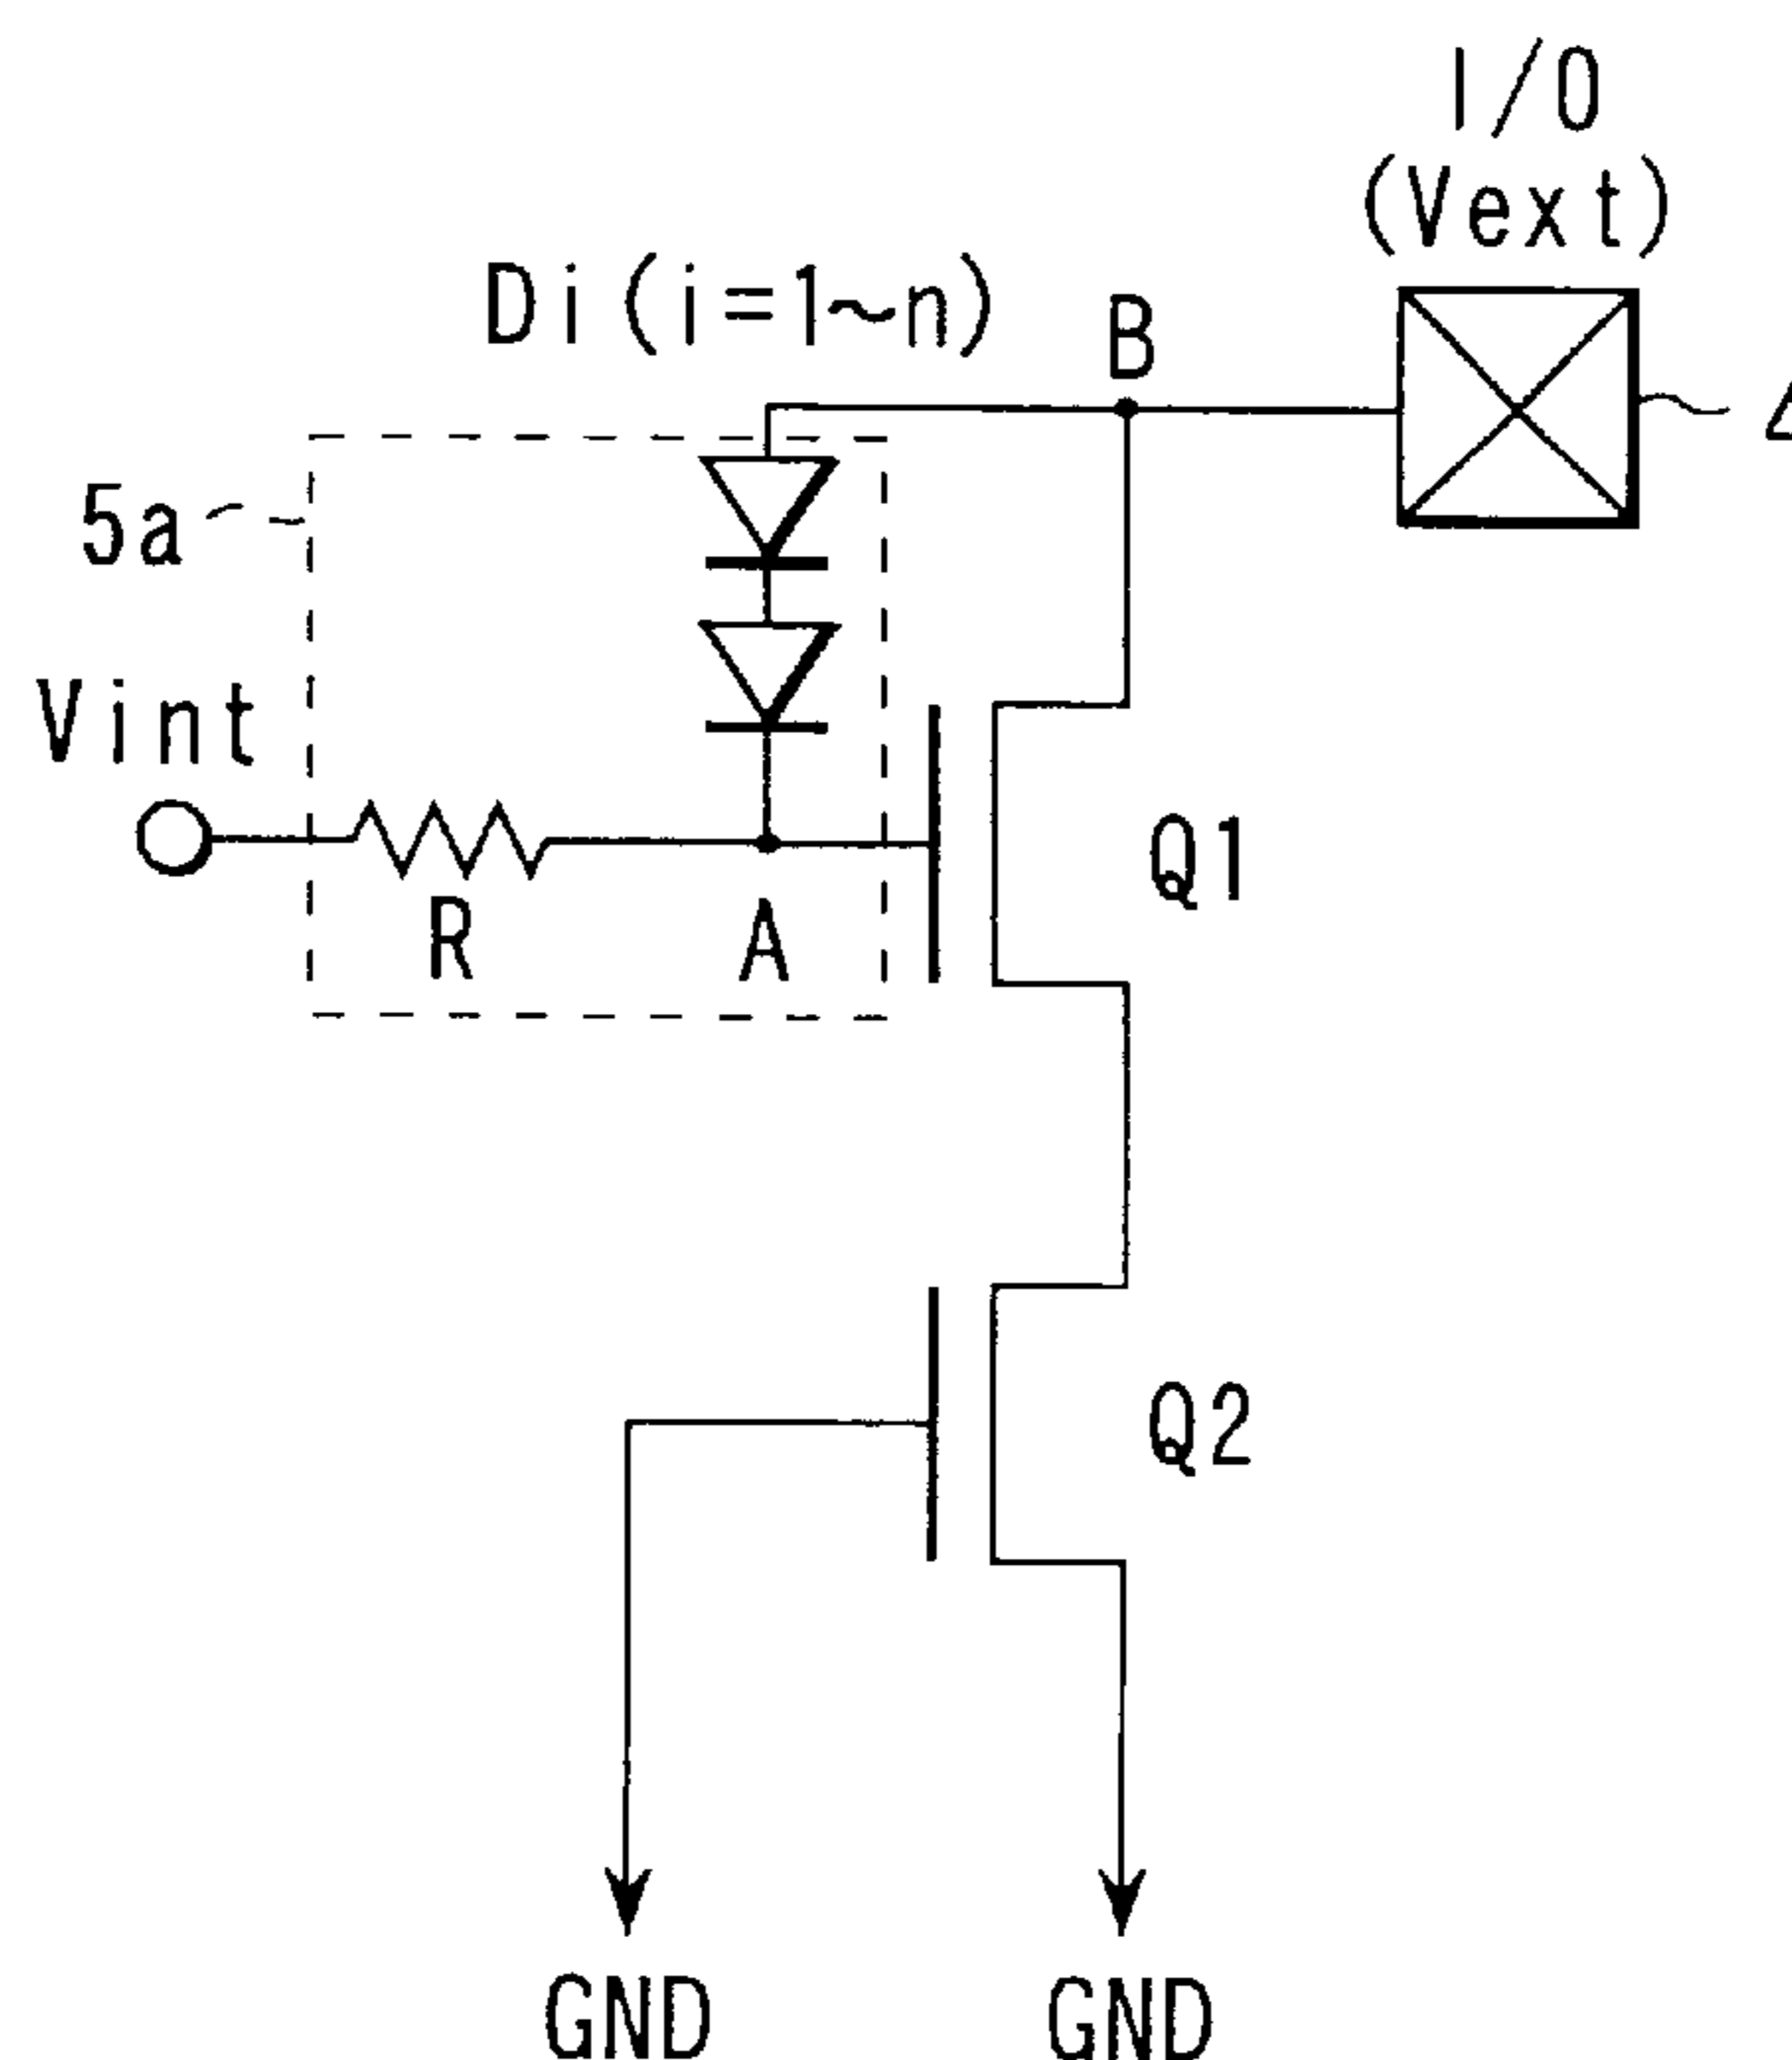 I/O
(Vext)
Di(i=1~n)
B
5a
Vint
R
A
Q1
Q2
GND
GND